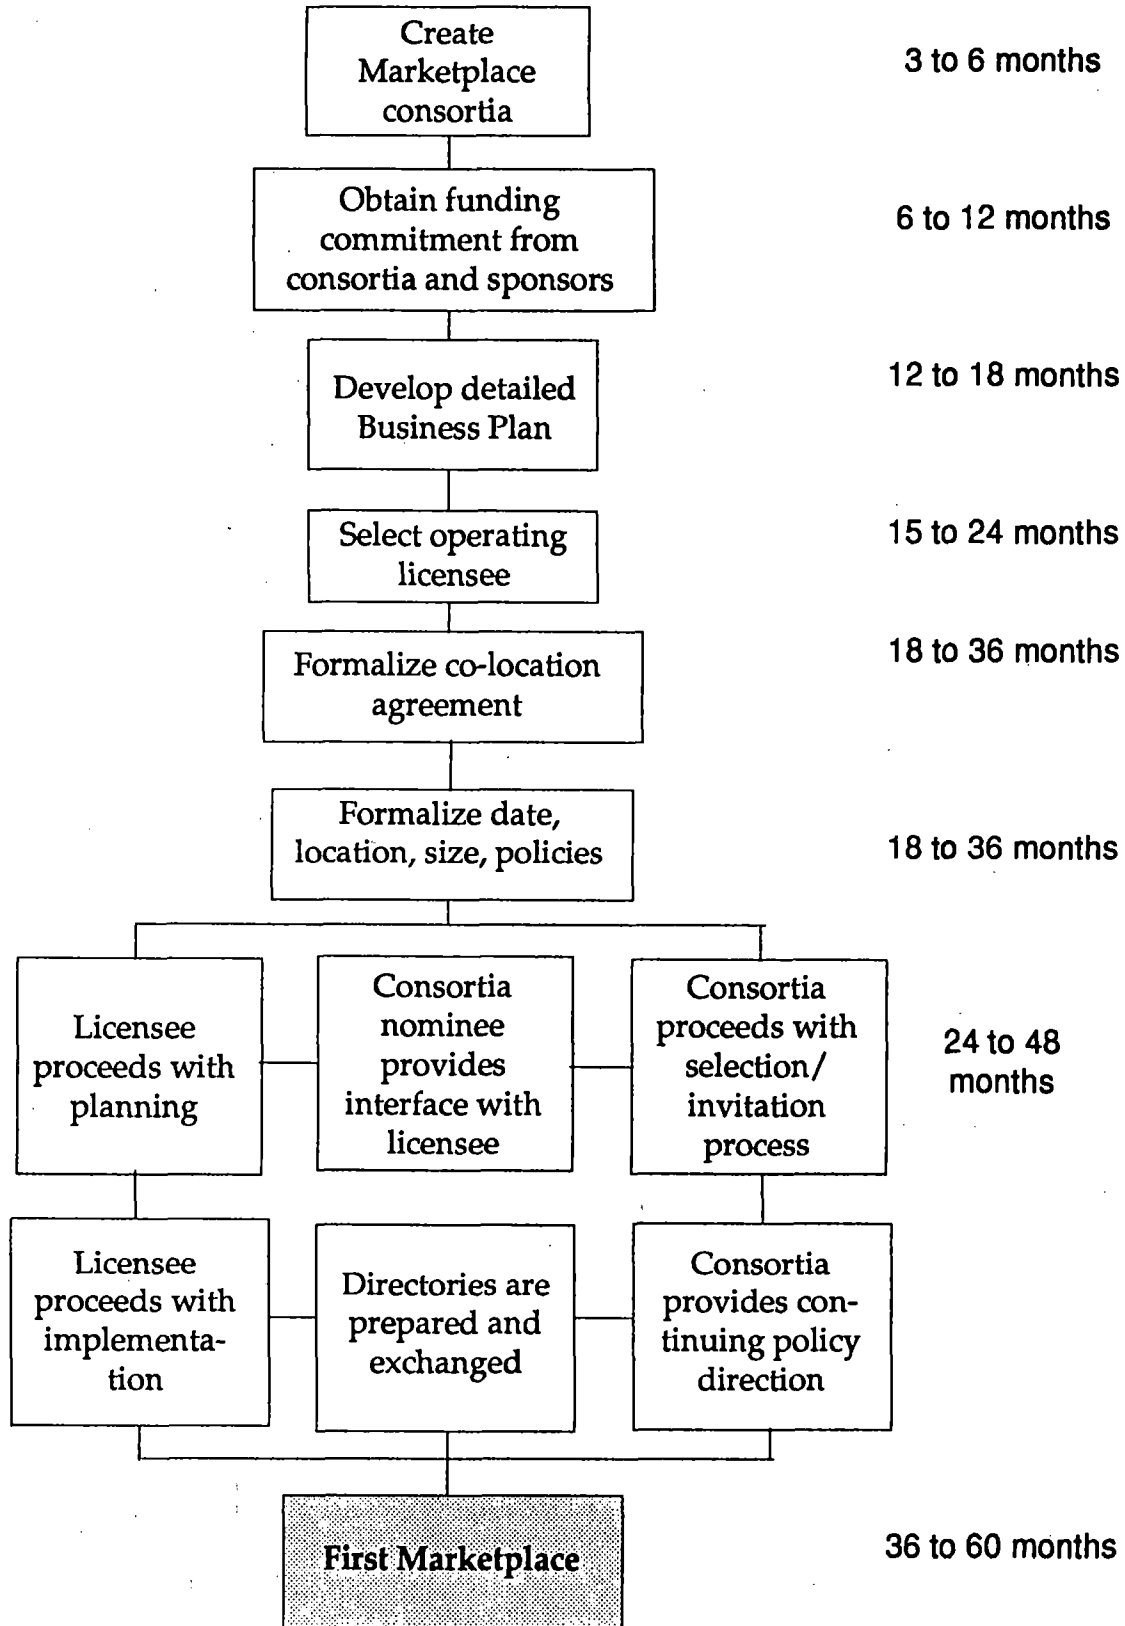 Create
Marketplace
consortia
3 to 6 months
Obtain funding
commitment from
consortia and sponsors
6 to 12 months
Develop detailed
Business Plan
12 to 18 months
Select operating
licensee
15 to 24 months
Formalize co-location
agreement
18 to 36 months
Formalize date,
location, size, policies
18 to 36 months
Licensee
proceeds with
planning
Consortia
nominee
provides
interface with
licensee
Consortia
proceeds with
selection/
invitation
process
24 to 48
months
Licensee
proceeds with
implementa-
tion
Directories are
prepared and
exchanged
Consortia
provides con-
tinuing policy
direction
First Marketplace
36 to 60 months